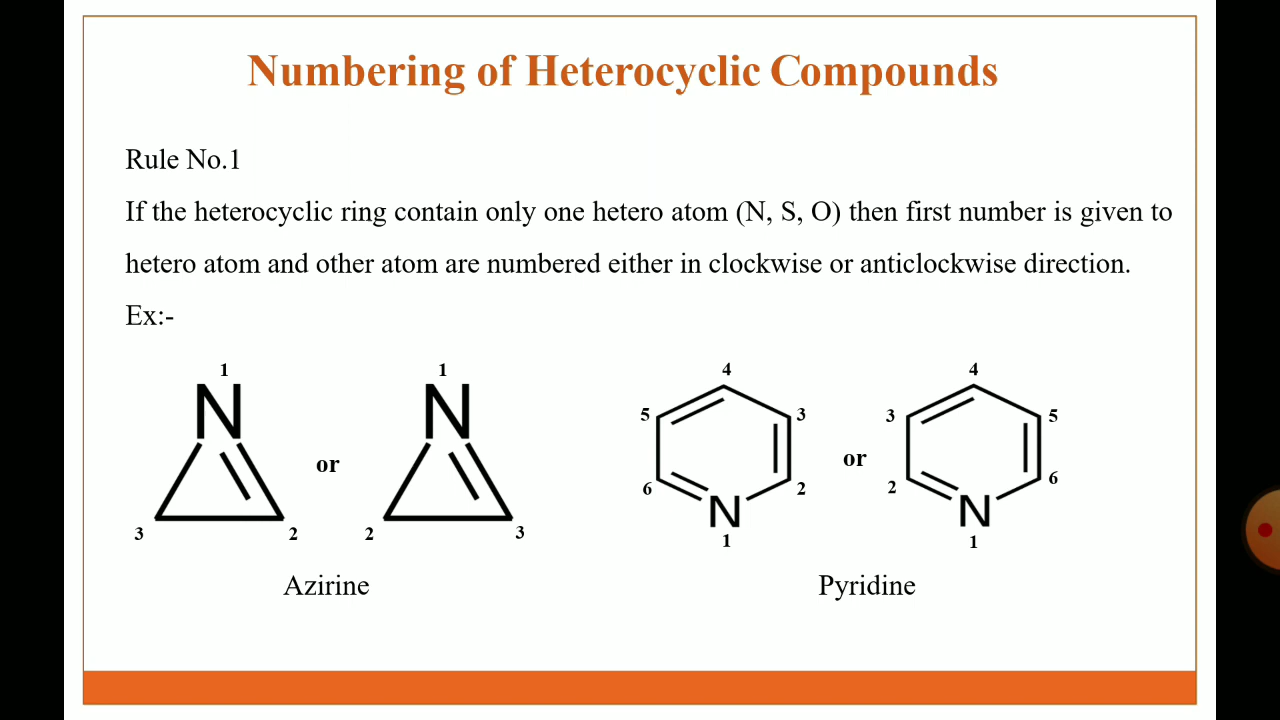 Numbering of Heterocyclic Compounds
Rule No.1
If the heterocyclic ring contain only one hetero atom (N, S, O) then first number is given to
hetero atom and other atom are numbered either in clockwise or anticlockwise direction.
Ex:-
1
N
3
2
or
1
N
2
3
4
5
3
6
2
N
1
or
4
3
5
2
6
N
1
Azirine
Pyridine